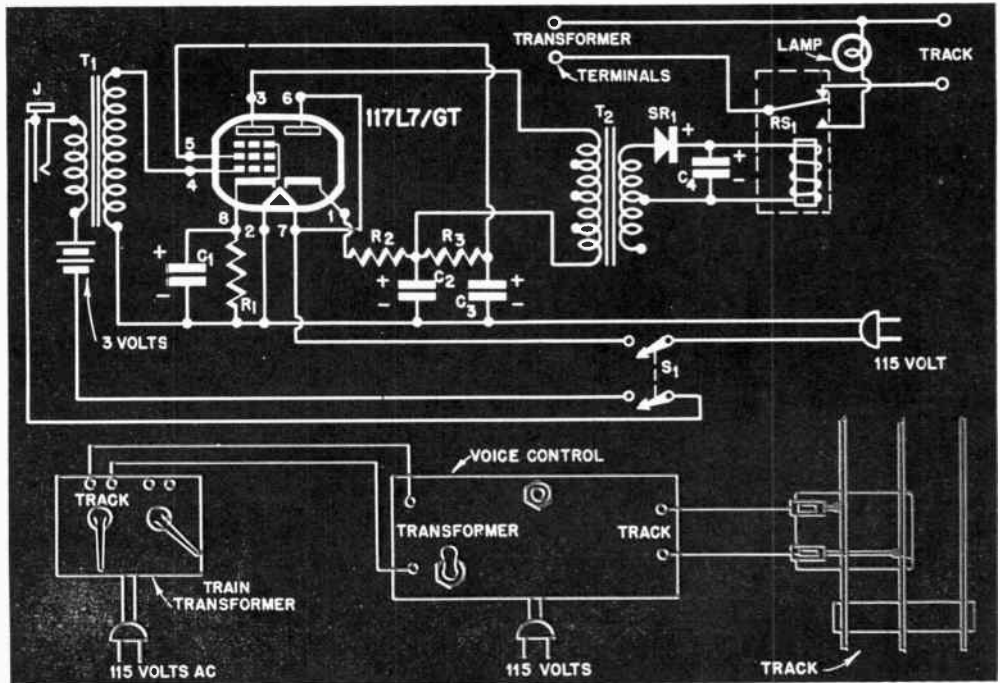 TRANSFORMER
TERMINALS
LAMP
TRACK
J
T1
3 6
117L7/GT
5
4
8 2 7 1
T2
SR1
+
C4
-
RS1
+
C1
-
R1
R2
R3
+
C2
-
C3
+
-
3 VOLTS
S1
115 VOLT
VOICE CONTROL
TRACK
TRANSFORMER
TRACK
TRAIN
TRANSFORMER
115 VOLTS AC
115 VOLTS
TRACK